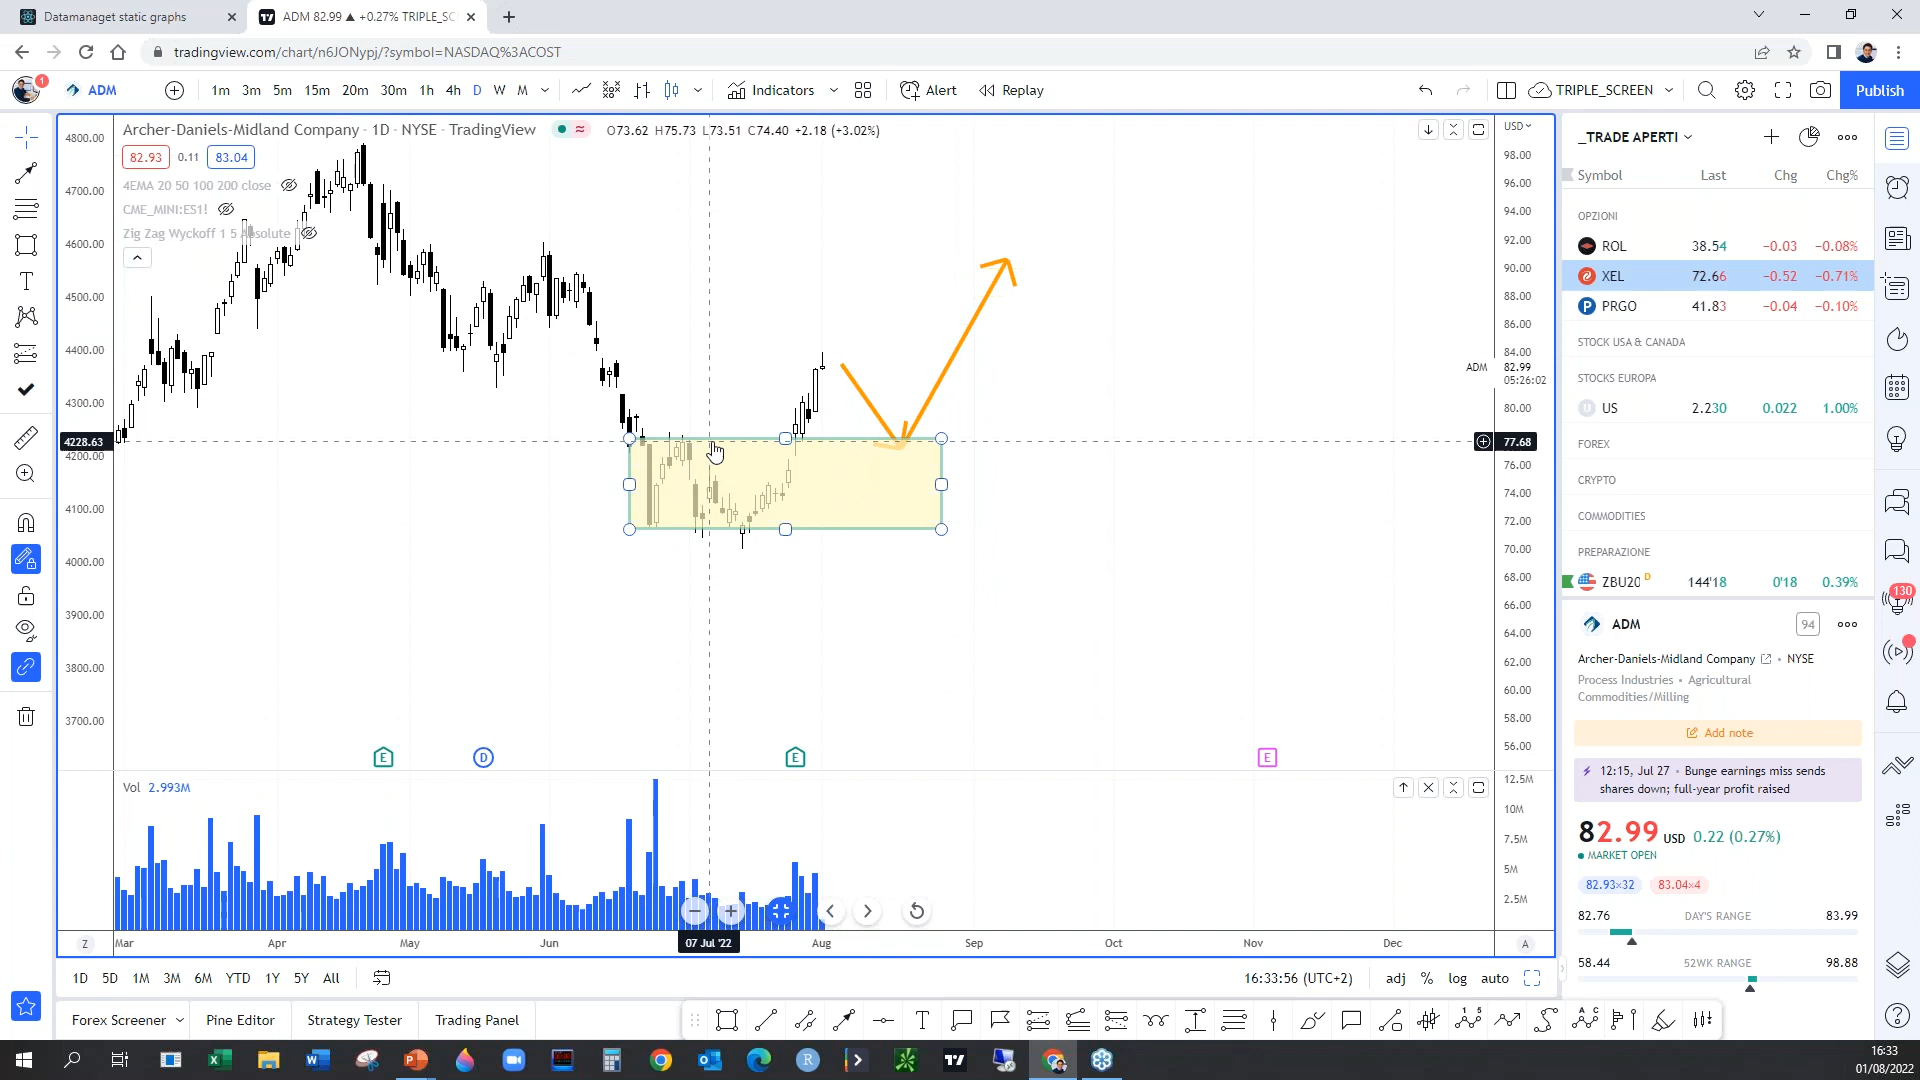 Datamanaget static graphs
ADM 82.99 ▲ +0.27% TRIPLE_SC
tradingview.com/chart/n6JONypj/?symbol=NASDAQ%3ACOST
1
ADM
1m 3m 5m 15m 20m 30m 1h 4h D W M
Indicators
Alert
Replay
TRIPLE_SCREEN
Publish
Archer-Daniels-Midland Company · 1D · NYSE · TradingView
O73.62 H75.73 L73.51 C74.40 +2.18 (+3.02%)
82.93 0.11 83.04
4EMA 20 50 100 200 close
CME_MINI:ES1!
Zig Zag Wyckoff 1 5 Absolute
4800.00
4700.00
4600.00
4500.00
4400.00
4300.00
4228.63
4200.00
4100.00
4000.00
3900.00
3800.00
3700.00
USD
98.00
96.00
94.00
92.00
90.00
88.00
86.00
84.00
ADM 82.99
05:26:02
80.00
77.68
76.00
74.00
72.00
70.00
68.00
66.00
64.00
62.00
60.00
58.00
56.00
E D E E
Vol 2.993M
12.5M
10M
7.5M
5M
2.5M
Z Mar Apr May Jun 07 Jul '22 Aug Sep Oct Nov Dec A
1D 5D 1M 3M 6M YTD 1Y 5Y All
16:33:56 (UTC+2) adj % log auto
Forex Screener Pine Editor Strategy Tester Trading Panel
_TRADE APERTI
Symbol Last Chg Chg%
OPZIONI
ROL 38.54 −0.03 −0.08%
XEL 72.66 −0.52 −0.71%
PRGO 41.83 −0.04 −0.10%
STOCK USA & CANADA
STOCKS EUROPA
US 2.230 0.022 1.00%
FOREX
CRYPTO
COMMODITIES
PREPARAZIONE
ZBU20 D 144'18 0'18 0.39%
ADM 94
Archer-Daniels-Midland Company • NYSE
Process Industries • Agricultural
Commodities/Milling
Add note
12:15, Jul 27 • Bunge earnings miss sends
shares down; full-year profit raised
82.99 USD 0.22 (0.27%)
MARKET OPEN
82.93×32 83.04×4
82.76 DAY'S RANGE 83.99
58.44 52WK RANGE 98.88
130
16:33
01/08/2022